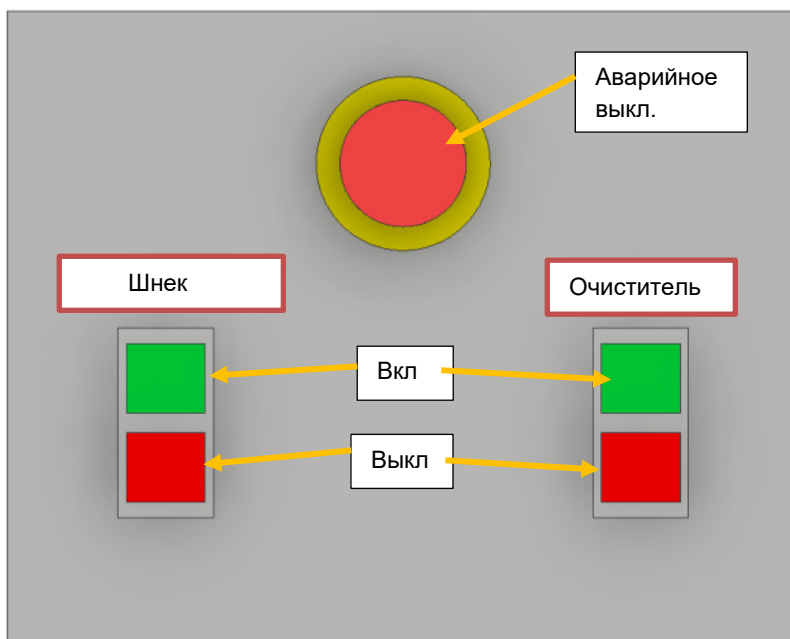 Аварийное
выкл.
Шнек
Очиститель
Вкл
Выкл